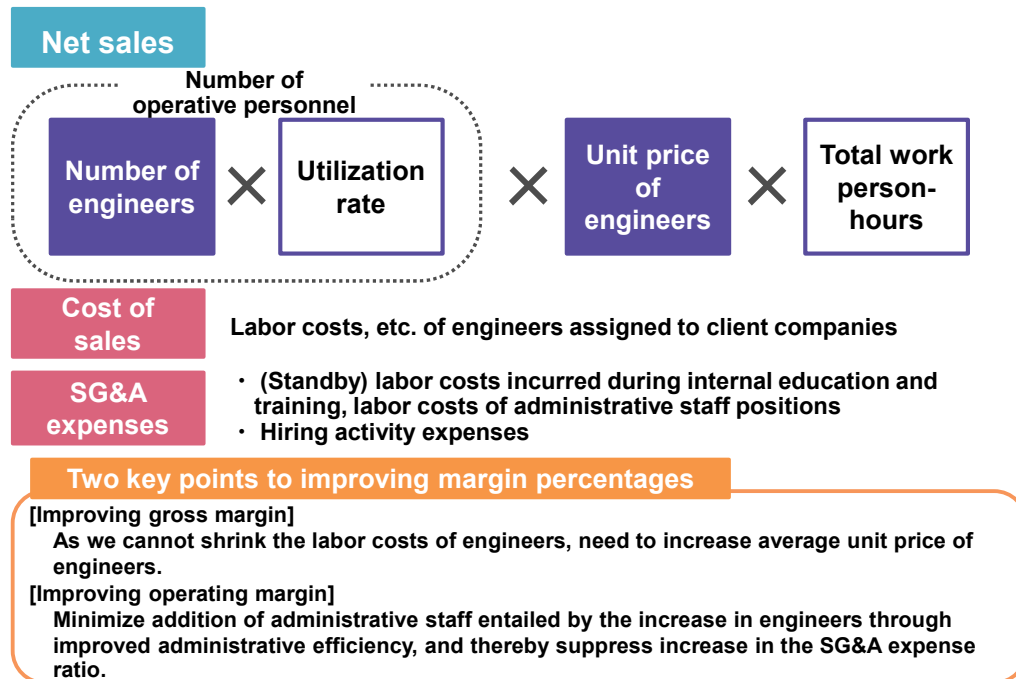 Net sales
Number of
operative personnel
Number of
engineers
×
Utilization
rate
×
Unit price
of
engineers
×
Total work
person-
hours
Cost of
sales
Labor costs, etc. of engineers assigned to client companies
SG&A
expenses
・ (Standby) labor costs incurred during internal education and
training, labor costs of administrative staff positions
・ Hiring activity expenses
Two key points to improving margin percentages
[Improving gross margin]
As we cannot shrink the labor costs of engineers, need to increase average unit price of
engineers.
[Improving operating margin]
Minimize addition of administrative staff entailed by the increase in engineers through
improved administrative efficiency, and thereby suppress increase in the SG&A expense
ratio.